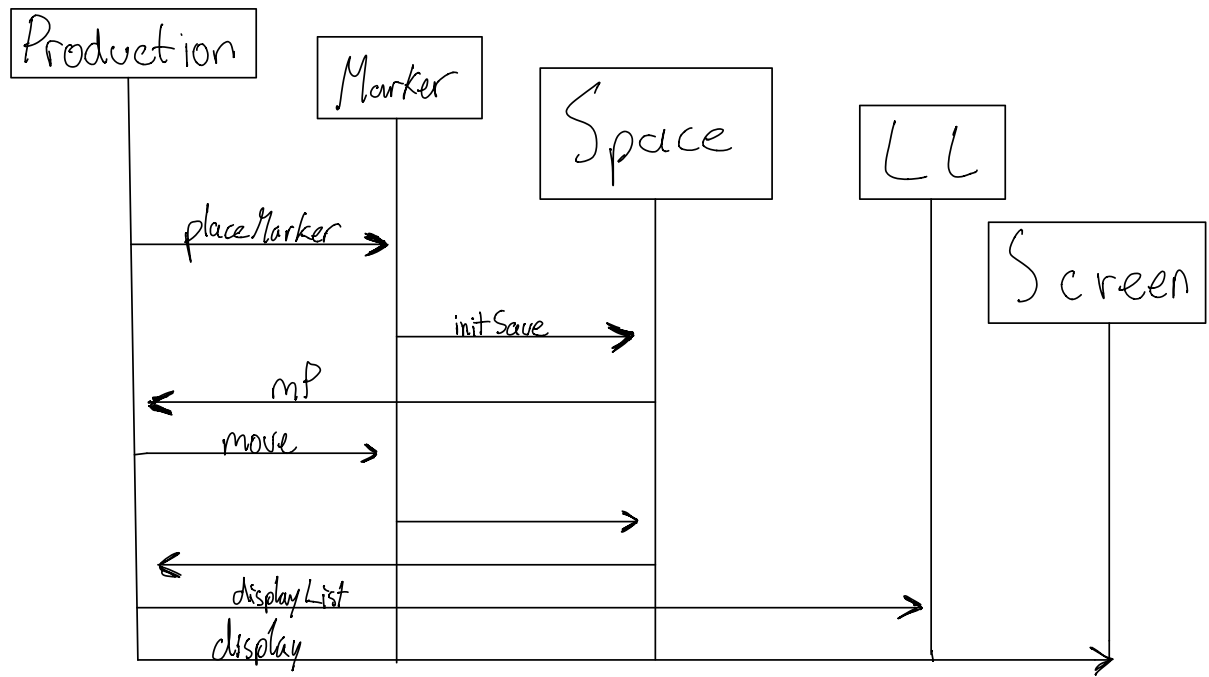 Production
Marker
Space
LL
Screen
placeMarker
initSave
mP
move
displayList
display